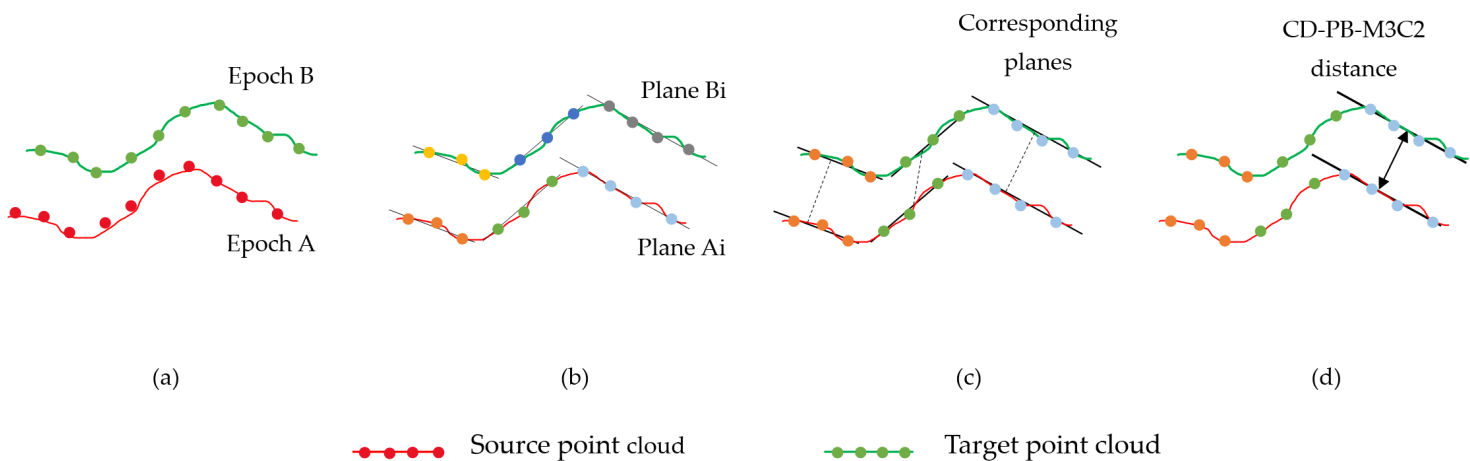 Epoch B
Epoch A
(a)
Plane Bi
Plane Ai
(b)
Corresponding
planes
(c)
CD-PB-M3C2
distance
(d)
Source point cloud
Target point cloud